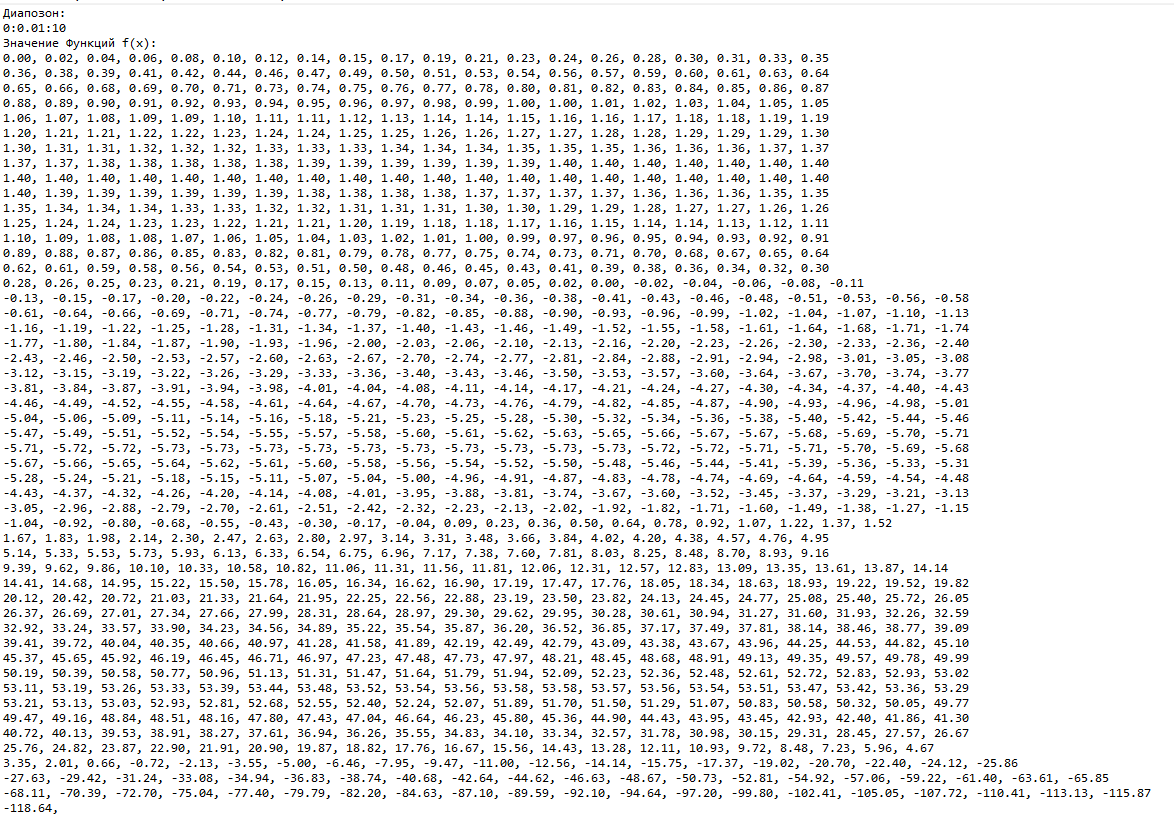 Диапозон:
0:0.01:10
Значение Функций f(x):
0.00, 0.02, 0.04, 0.06, 0.08, 0.10, 0.12, 0.14, 0.15, 0.17, 0.19, 0.21, 0.23, 0.24, 0.26, 0.28, 0.30, 0.31, 0.33, 0.35
0.36, 0.38, 0.39, 0.41, 0.42, 0.44, 0.46, 0.47, 0.49, 0.50, 0.51, 0.53, 0.54, 0.56, 0.57, 0.59, 0.60, 0.61, 0.63, 0.64
0.65, 0.66, 0.68, 0.69, 0.70, 0.71, 0.73, 0.74, 0.75, 0.76, 0.77, 0.78, 0.80, 0.81, 0.82, 0.83, 0.84, 0.85, 0.86, 0.87
0.88, 0.89, 0.90, 0.91, 0.92, 0.93, 0.94, 0.95, 0.96, 0.97, 0.98, 0.99, 1.00, 1.00, 1.01, 1.02, 1.03, 1.04, 1.05, 1.05
1.06, 1.07, 1.08, 1.09, 1.09, 1.10, 1.11, 1.11, 1.12, 1.13, 1.14, 1.14, 1.15, 1.16, 1.16, 1.17, 1.18, 1.18, 1.19, 1.19
1.20, 1.21, 1.21, 1.22, 1.22, 1.23, 1.24, 1.24, 1.25, 1.25, 1.26, 1.26, 1.27, 1.27, 1.28, 1.28, 1.29, 1.29, 1.29, 1.30
1.30, 1.31, 1.31, 1.32, 1.32, 1.32, 1.33, 1.33, 1.33, 1.34, 1.34, 1.34, 1.35, 1.35, 1.35, 1.36, 1.36, 1.36, 1.37, 1.37
1.37, 1.37, 1.38, 1.38, 1.38, 1.38, 1.38, 1.39, 1.39, 1.39, 1.39, 1.39, 1.39, 1.40, 1.40, 1.40, 1.40, 1.40, 1.40, 1.40
1.40, 1.40, 1.40, 1.40, 1.40, 1.40, 1.40, 1.40, 1.40, 1.40, 1.40, 1.40, 1.40, 1.40, 1.40, 1.40, 1.40, 1.40, 1.40, 1.40
1.40, 1.39, 1.39, 1.39, 1.39, 1.39, 1.39, 1.38, 1.38, 1.38, 1.38, 1.37, 1.37, 1.37, 1.37, 1.36, 1.36, 1.36, 1.35, 1.35
1.35, 1.34, 1.34, 1.34, 1.33, 1.33, 1.32, 1.32, 1.31, 1.31, 1.31, 1.30, 1.30, 1.29, 1.29, 1.28, 1.27, 1.27, 1.26, 1.26
1.25, 1.24, 1.24, 1.23, 1.23, 1.22, 1.21, 1.21, 1.20, 1.19, 1.18, 1.18, 1.17, 1.16, 1.15, 1.14, 1.14, 1.13, 1.12, 1.11
1.10, 1.09, 1.08, 1.08, 1.07, 1.06, 1.05, 1.04, 1.03, 1.02, 1.01, 1.00, 0.99, 0.97, 0.96, 0.95, 0.94, 0.93, 0.92, 0.91
0.89, 0.88, 0.87, 0.86, 0.85, 0.83, 0.82, 0.81, 0.79, 0.78, 0.77, 0.75, 0.74, 0.73, 0.71, 0.70, 0.68, 0.67, 0.65, 0.64
0.62, 0.61, 0.59, 0.58, 0.56, 0.54, 0.53, 0.51, 0.50, 0.48, 0.46, 0.45, 0.43, 0.41, 0.39, 0.38, 0.36, 0.34, 0.32, 0.30
0.28, 0.26, 0.25, 0.23, 0.21, 0.19, 0.17, 0.15, 0.13, 0.11, 0.09, 0.07, 0.05, 0.02, 0.00, -0.02, -0.04, -0.06, -0.08, -0.11
-0.13, -0.15, -0.17, -0.20, -0.22, -0.24, -0.26, -0.29, -0.31, -0.34, -0.36, -0.38, -0.41, -0.43, -0.46, -0.48, -0.51, -0.53, -0.56, -0.58
-0.61, -0.64, -0.66, -0.69, -0.71, -0.74, -0.77, -0.79, -0.82, -0.85, -0.88, -0.90, -0.93, -0.96, -0.99, -1.02, -1.04, -1.07, -1.10, -1.13
-1.16, -1.19, -1.22, -1.25, -1.28, -1.31, -1.34, -1.37, -1.40, -1.43, -1.46, -1.49, -1.52, -1.55, -1.58, -1.61, -1.64, -1.68, -1.71, -1.74
-1.77, -1.80, -1.84, -1.87, -1.90, -1.93, -1.96, -2.00, -2.03, -2.06, -2.10, -2.13, -2.16, -2.20, -2.23, -2.26, -2.30, -2.33, -2.36, -2.40
-2.43, -2.46, -2.50, -2.53, -2.57, -2.60, -2.63, -2.67, -2.70, -2.74, -2.77, -2.81, -2.84, -2.88, -2.91, -2.94, -2.98, -3.01, -3.05, -3.08
-3.12, -3.15, -3.19, -3.22, -3.26, -3.29, -3.33, -3.36, -3.40, -3.43, -3.46, -3.50, -3.53, -3.57, -3.60, -3.64, -3.67, -3.70, -3.74, -3.77
-3.81, -3.84, -3.87, -3.91, -3.94, -3.98, -4.01, -4.04, -4.08, -4.11, -4.14, -4.17, -4.21, -4.24, -4.27, -4.30, -4.34, -4.37, -4.40, -4.43
-4.46, -4.49, -4.52, -4.55, -4.58, -4.61, -4.64, -4.67, -4.70, -4.73, -4.76, -4.79, -4.82, -4.85, -4.87, -4.90, -4.93, -4.96, -4.98, -5.01
-5.04, -5.06, -5.09, -5.11, -5.14, -5.16, -5.18, -5.21, -5.23, -5.25, -5.28, -5.30, -5.32, -5.34, -5.36, -5.38, -5.40, -5.42, -5.44, -5.46
-5.47, -5.49, -5.51, -5.52, -5.54, -5.55, -5.57, -5.58, -5.60, -5.61, -5.62, -5.63, -5.65, -5.66, -5.67, -5.67, -5.68, -5.69, -5.70, -5.71
-5.71, -5.72, -5.72, -5.73, -5.73, -5.73, -5.73, -5.73, -5.73, -5.73, -5.73, -5.73, -5.73, -5.72, -5.72, -5.71, -5.71, -5.70, -5.69, -5.68
-5.67, -5.66, -5.65, -5.64, -5.62, -5.61, -5.60, -5.58, -5.56, -5.54, -5.52, -5.50, -5.48, -5.46, -5.44, -5.41, -5.39, -5.36, -5.33, -5.31
-5.28, -5.24, -5.21, -5.18, -5.15, -5.11, -5.07, -5.04, -5.00, -4.96, -4.91, -4.87, -4.83, -4.78, -4.74, -4.69, -4.64, -4.59, -4.54, -4.48
-4.43, -4.37, -4.32, -4.26, -4.20, -4.14, -4.08, -4.01, -3.95, -3.88, -3.81, -3.74, -3.67, -3.60, -3.52, -3.45, -3.37, -3.29, -3.21, -3.13
-3.05, -2.96, -2.88, -2.79, -2.70, -2.61, -2.51, -2.42, -2.32, -2.23, -2.13, -2.02, -1.92, -1.82, -1.71, -1.60, -1.49, -1.38, -1.27, -1.15
-1.04, -0.92, -0.80, -0.68, -0.55, -0.43, -0.30, -0.17, -0.04, 0.09, 0.23, 0.36, 0.50, 0.64, 0.78, 0.92, 1.07, 1.22, 1.37, 1.52
1.67, 1.83, 1.98, 2.14, 2.30, 2.47, 2.63, 2.80, 2.97, 3.14, 3.31, 3.48, 3.66, 3.84, 4.02, 4.20, 4.38, 4.57, 4.76, 4.95
5.14, 5.33, 5.53, 5.73, 5.93, 6.13, 6.33, 6.54, 6.75, 6.96, 7.17, 7.38, 7.60, 7.81, 8.03, 8.25, 8.48, 8.70, 8.93, 9.16
9.39, 9.62, 9.86, 10.10, 10.33, 10.58, 10.82, 11.06, 11.31, 11.56, 11.81, 12.06, 12.31, 12.57, 12.83, 13.09, 13.35, 13.61, 13.87, 14.14
14.41, 14.68, 14.95, 15.22, 15.50, 15.78, 16.05, 16.34, 16.62, 16.90, 17.19, 17.47, 17.76, 18.05, 18.34, 18.63, 18.93, 19.22, 19.52, 19.82
20.12, 20.42, 20.72, 21.03, 21.33, 21.64, 21.95, 22.25, 22.56, 22.88, 23.19, 23.50, 23.82, 24.13, 24.45, 24.77, 25.08, 25.40, 25.72, 26.05
26.37, 26.69, 27.01, 27.34, 27.66, 27.99, 28.31, 28.64, 28.97, 29.30, 29.62, 29.95, 30.28, 30.61, 30.94, 31.27, 31.60, 31.93, 32.26, 32.59
32.92, 33.24, 33.57, 33.90, 34.23, 34.56, 34.89, 35.22, 35.54, 35.87, 36.20, 36.52, 36.85, 37.17, 37.49, 37.81, 38.14, 38.46, 38.77, 39.09
39.41, 39.72, 40.04, 40.35, 40.66, 40.97, 41.28, 41.58, 41.89, 42.19, 42.49, 42.79, 43.09, 43.38, 43.67, 43.96, 44.25, 44.53, 44.82, 45.10
45.37, 45.65, 45.92, 46.19, 46.45, 46.71, 46.97, 47.23, 47.48, 47.73, 47.97, 48.21, 48.45, 48.68, 48.91, 49.13, 49.35, 49.57, 49.78, 49.99
50.19, 50.39, 50.58, 50.77, 50.96, 51.13, 51.31, 51.47, 51.64, 51.79, 51.94, 52.09, 52.23, 52.36, 52.48, 52.61, 52.72, 52.83, 52.93, 53.02
53.11, 53.19, 53.26, 53.33, 53.39, 53.44, 53.48, 53.52, 53.54, 53.56, 53.58, 53.58, 53.57, 53.56, 53.54, 53.51, 53.47, 53.42, 53.36, 53.29
53.21, 53.13, 53.03, 52.93, 52.81, 52.68, 52.55, 52.40, 52.24, 52.07, 51.89, 51.70, 51.50, 51.29, 51.07, 50.83, 50.58, 50.32, 50.05, 49.77
49.47, 49.16, 48.84, 48.51, 48.16, 47.80, 47.43, 47.04, 46.64, 46.23, 45.80, 45.36, 44.90, 44.43, 43.95, 43.45, 42.93, 42.40, 41.86, 41.30
40.72, 40.13, 39.53, 38.91, 38.27, 37.61, 36.94, 36.26, 35.55, 34.83, 34.10, 33.34, 32.57, 31.78, 30.98, 30.15, 29.31, 28.45, 27.57, 26.67
25.76, 24.82, 23.87, 22.90, 21.91, 20.90, 19.87, 18.82, 17.76, 16.67, 15.56, 14.43, 13.28, 12.11, 10.93, 9.72, 8.48, 7.23, 5.96, 4.67
3.35, 2.01, 0.66, -0.72, -2.13, -3.55, -5.00, -6.46, -7.95, -9.47, -11.00, -12.56, -14.14, -15.75, -17.37, -19.02, -20.70, -22.40, -24.12, -25.86
-27.63, -29.42, -31.24, -33.08, -34.94, -36.83, -38.74, -40.68, -42.64, -44.62, -46.63, -48.67, -50.73, -52.81, -54.92, -57.06, -59.22, -61.40, -63.61, -65.85
-68.11, -70.39, -72.70, -75.04, -77.40, -79.79, -82.20, -84.63, -87.10, -89.59, -92.10, -94.64, -97.20, -99.80, -102.41, -105.05, -107.72, -110.41, -113.13, -115.87
-118.64,